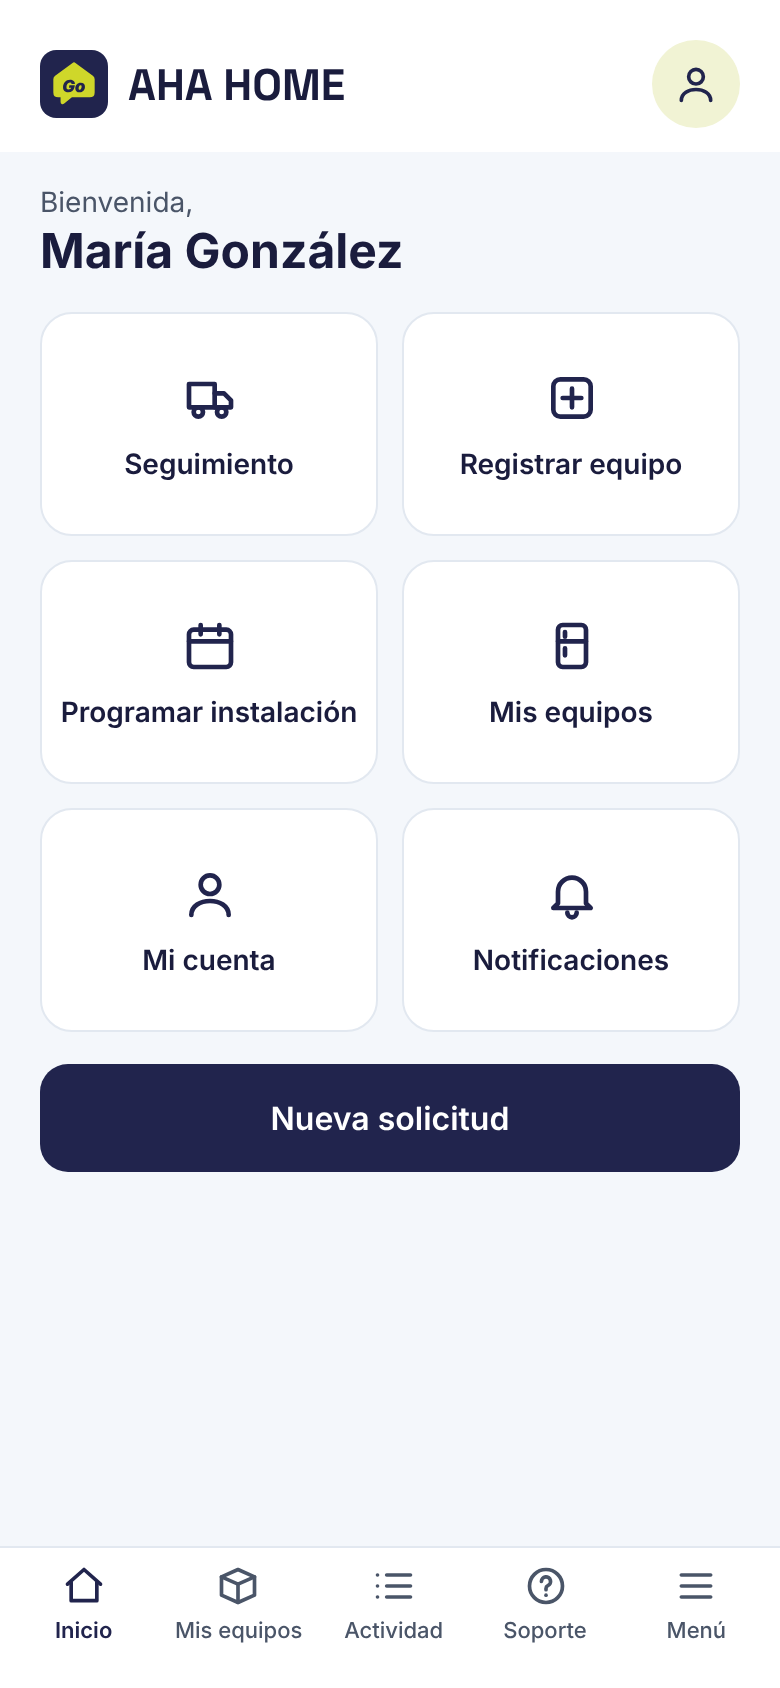 Go
AHA HOME
Bienvenida,
María González
Seguimiento
Registrar equipo
Programar instalación
Mis equipos
Mi cuenta
Notificaciones
Nueva solicitud
Inicio
Mis equipos
Actividad
Soporte
Menú